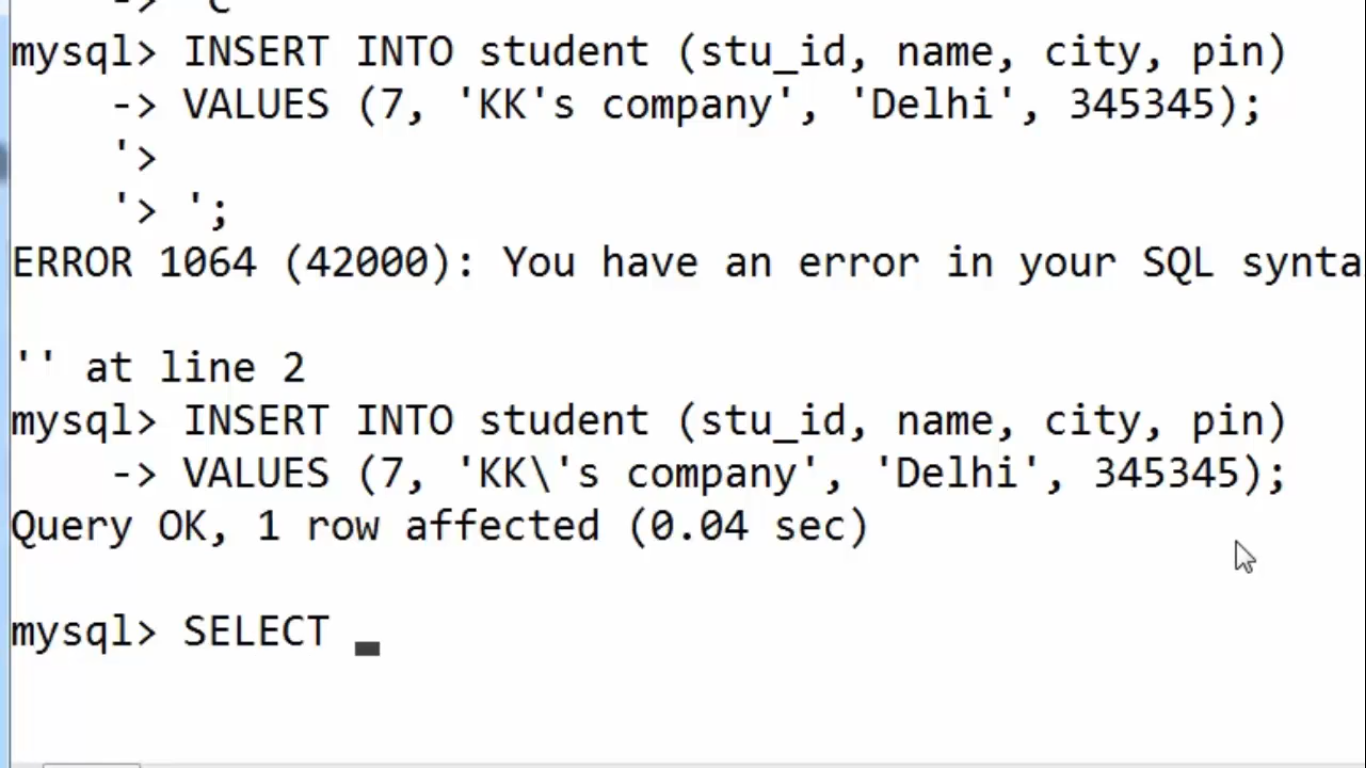 -> 'C
mysql> INSERT INTO student (stu_id, name, city, pin)
-> VALUES (7, 'KK's company', 'Delhi', 345345);
'>
'> ';
ERROR 1064 (42000): You have an error in your SQL synta
'' at line 2
mysql> INSERT INTO student (stu_id, name, city, pin)
-> VALUES (7, 'KK\'s company', 'Delhi', 345345);
Query OK, 1 row affected (0.04 sec)
mysql> SELECT